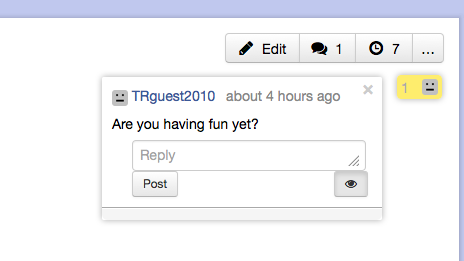 Edit 1 7 ...
TRguest2010 about 4 hours ago ×
1
Are you having fun yet?
Reply
Post